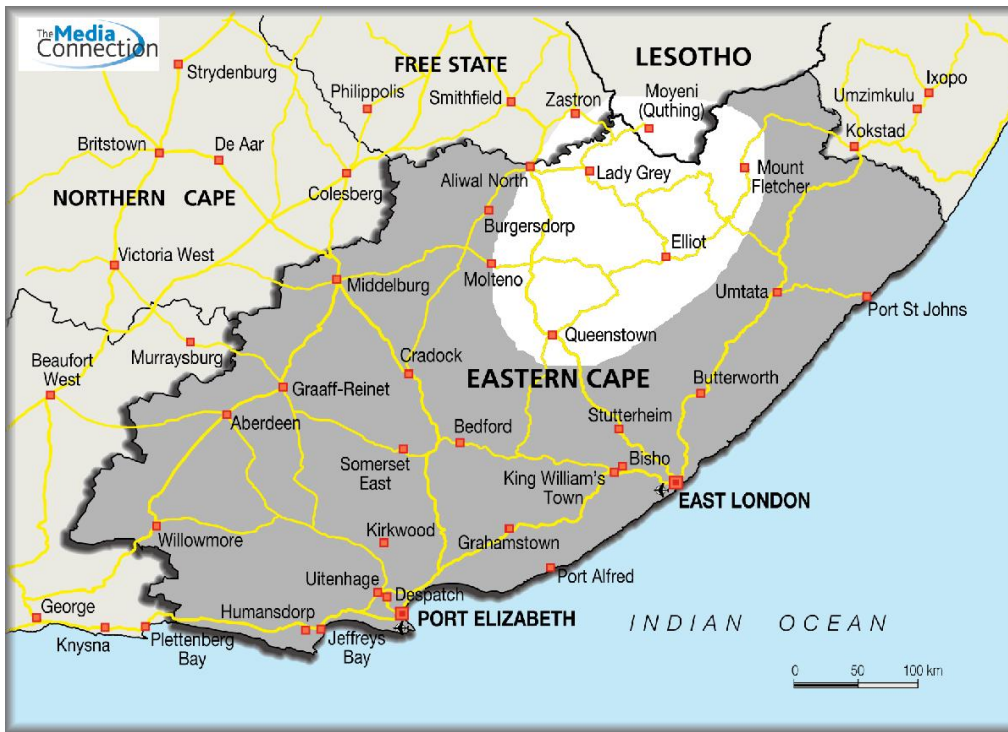 The Media
Connection
Strydenburg
FREE STATE
LESOTHO
Philippolis
Smithfield
Zastron
Moyeni
(Quthing)
Ixopo
Umzimkulu
Kokstad
Britstown
De Aar
Colesberg
Aliwal North
Lady Grey
Mount
Fletcher
NORTHERN CAPE
Burgersdorp
Elliot
Victoria West
Middelburg
Molteno
Umtata
Port St Johns
Murraysburg
Queenstown
Beaufort
West
Cradock
EASTERN CAPE
Graaff-Reinet
Butterworth
Aberdeen
Bedford
Stutterheim
Somerset
East
Bisho
King William's
Town
EAST LONDON
Willowmore
Kirkwood
Grahamstown
Port Alfred
Uitenhage
Despatch
George
Humansdorp
PORT ELIZABETH
INDIAN OCEAN
Knysna
Plettenberg
Bay
Jeffreys
Bay
0 50 100 km